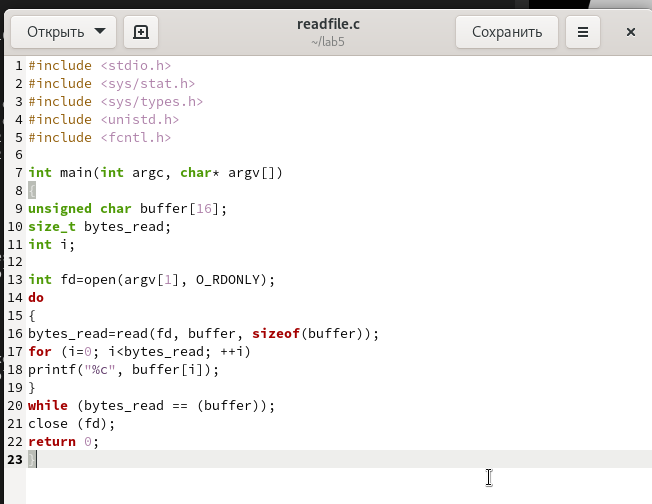 Открыть
readfile.c
~/lab5
Сохранить
1 #include <stdio.h>
2 #include <sys/stat.h>
3 #include <sys/types.h>
4 #include <unistd.h>
5 #include <fcntl.h>
6
7 int main(int argc, char* argv[])
8 {
9 unsigned char buffer[16];
10 size_t bytes_read;
11 int i;
12
13 int fd=open(argv[1], O_RDONLY);
14 do
15 {
16 bytes_read=read(fd, buffer, sizeof(buffer));
17 for (i=0; i<bytes_read; ++i)
18 printf("%c", buffer[i]);
19 }
20 while (bytes_read == (buffer));
21 close (fd);
22 return 0;
23 }